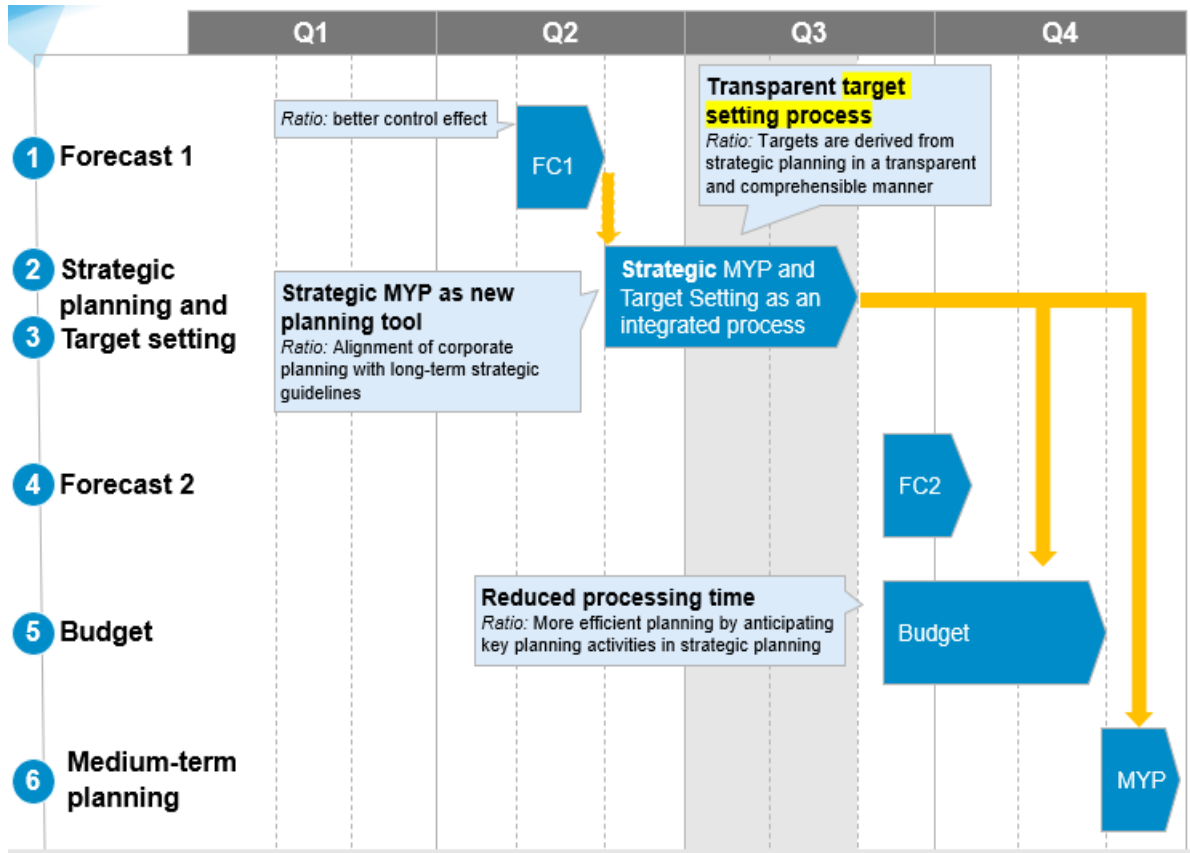 Q1 Q2 Q3 Q4
Transparent target
setting process
Ratio: Targets are derived from
strategic planning in a transparent
and comprehensible manner
Ratio: better control effect
1 Forecast 1
FC1
2 Strategic
planning and
3 Target setting
Strategic MYP as new
planning tool
Ratio: Alignment of corporate
planning with long-term strategic
guidelines
Strategic MYP and
Target Setting as an
integrated process
4 Forecast 2
FC2
Reduced processing time
Ratio: More efficient planning by anticipating
key planning activities in strategic planning
5 Budget
Budget
6 Medium-term
planning
MYP